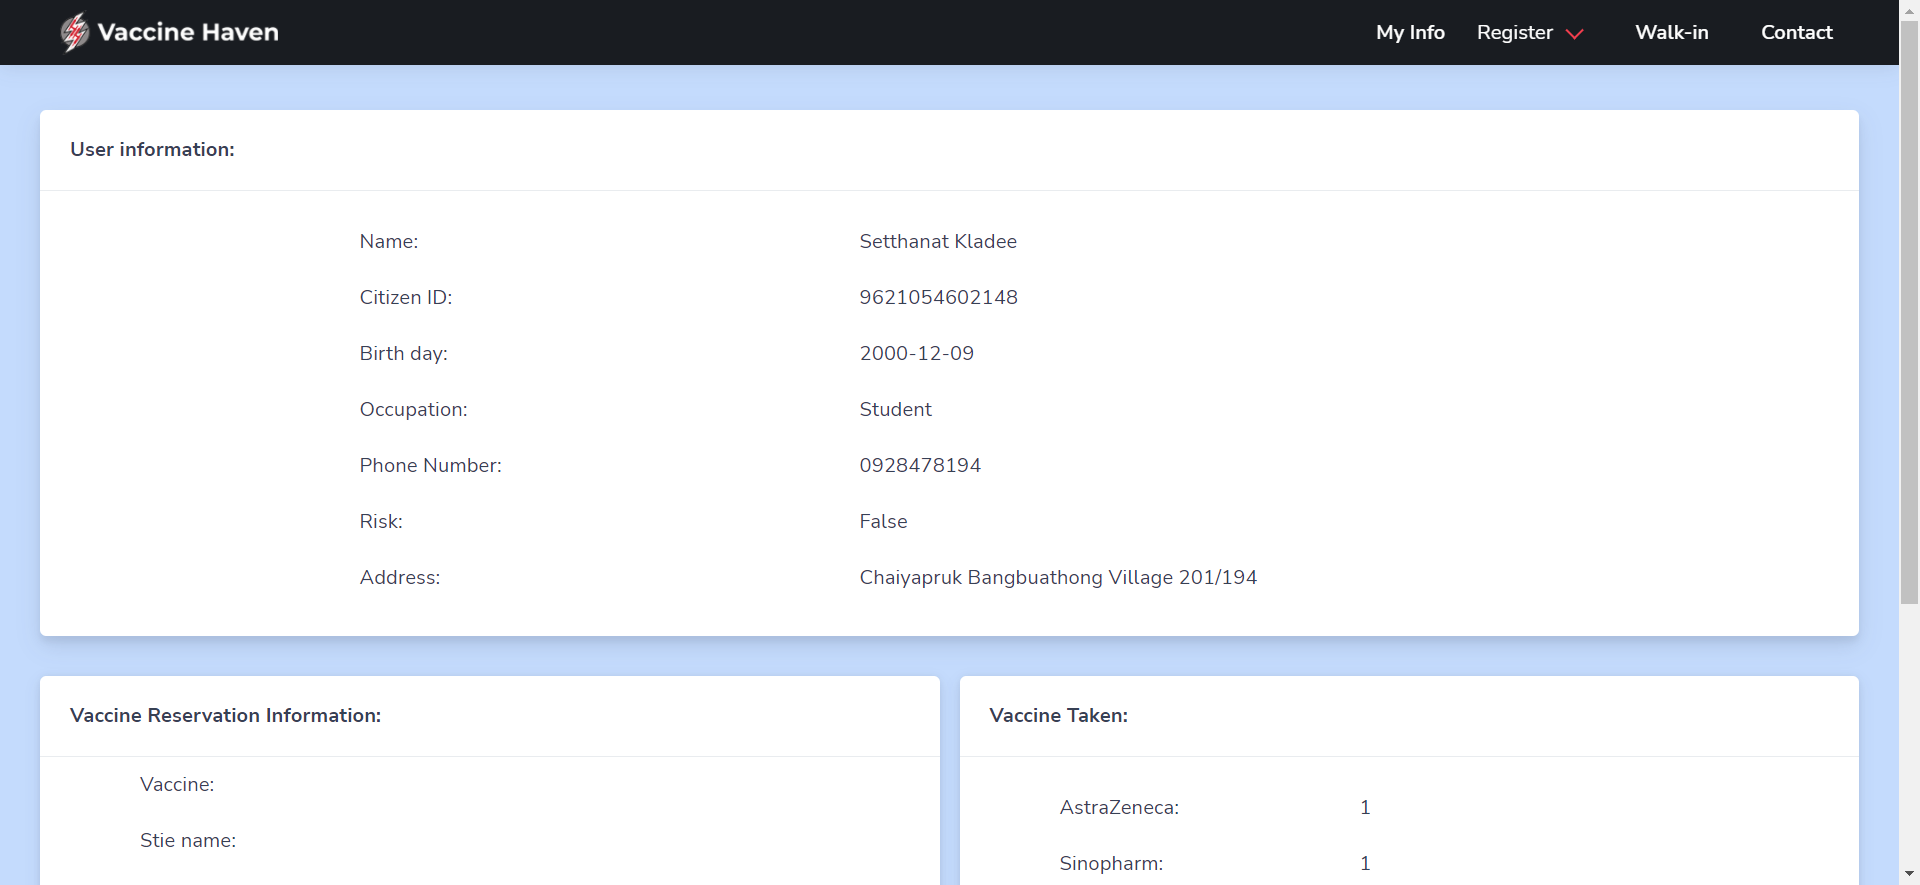 Vaccine Haven
My Info Register Walk-in Contact
User information:
Name: Setthanat Kladee
Citizen ID: 9621054602148
Birth day: 2000-12-09
Occupation: Student
Phone Number: 0928478194
Risk: False
Address: Chaiyapruk Bangbuathong Village 201/194
Vaccine Reservation Information:
Vaccine:
Stie name:
Vaccine Taken:
AstraZeneca: 1
Sinopharm: 1